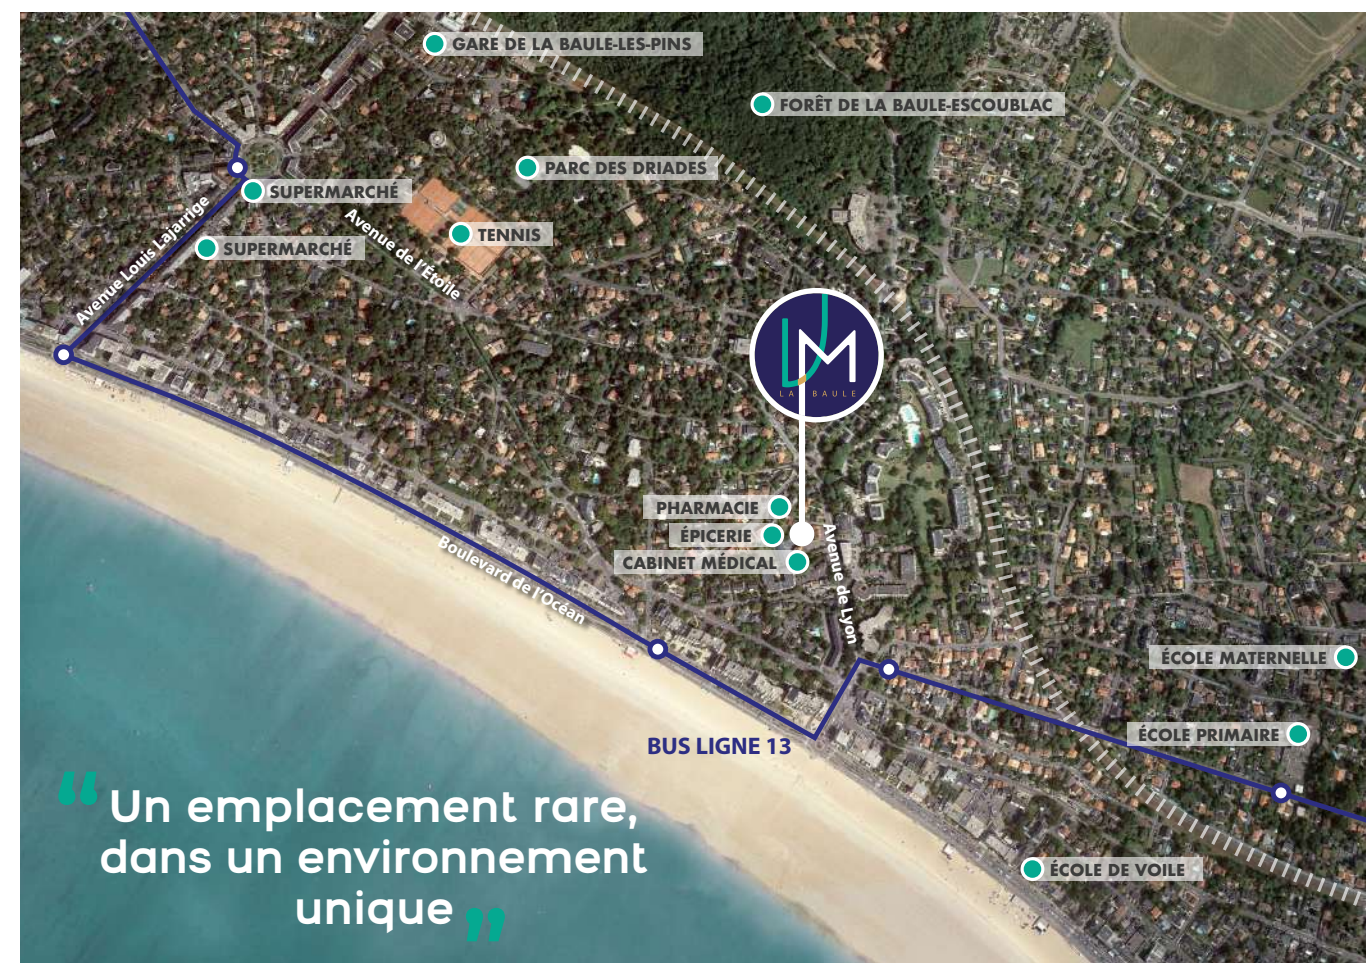 GARE DE LA BAULE-LES-PINS
FORÊT DE LA BAULE-ESCOUBLAC
PARC DES DRIADES
SUPERMARCHÉ
SUPERMARCHÉ
TENNIS
Avenue Louis Lajarrige
Avenue de l'Étoile
M
LA BAULE
PHARMACIE
ÉPICERIE
CABINET MÉDICAL
Avenue de Lyon
Boulevard de l'Océan
ÉCOLE MATERNELLE
ÉCOLE PRIMAIRE
BUS LIGNE 13
ÉCOLE DE VOILE
“ Un emplacement rare,
dans un environnement
unique ”